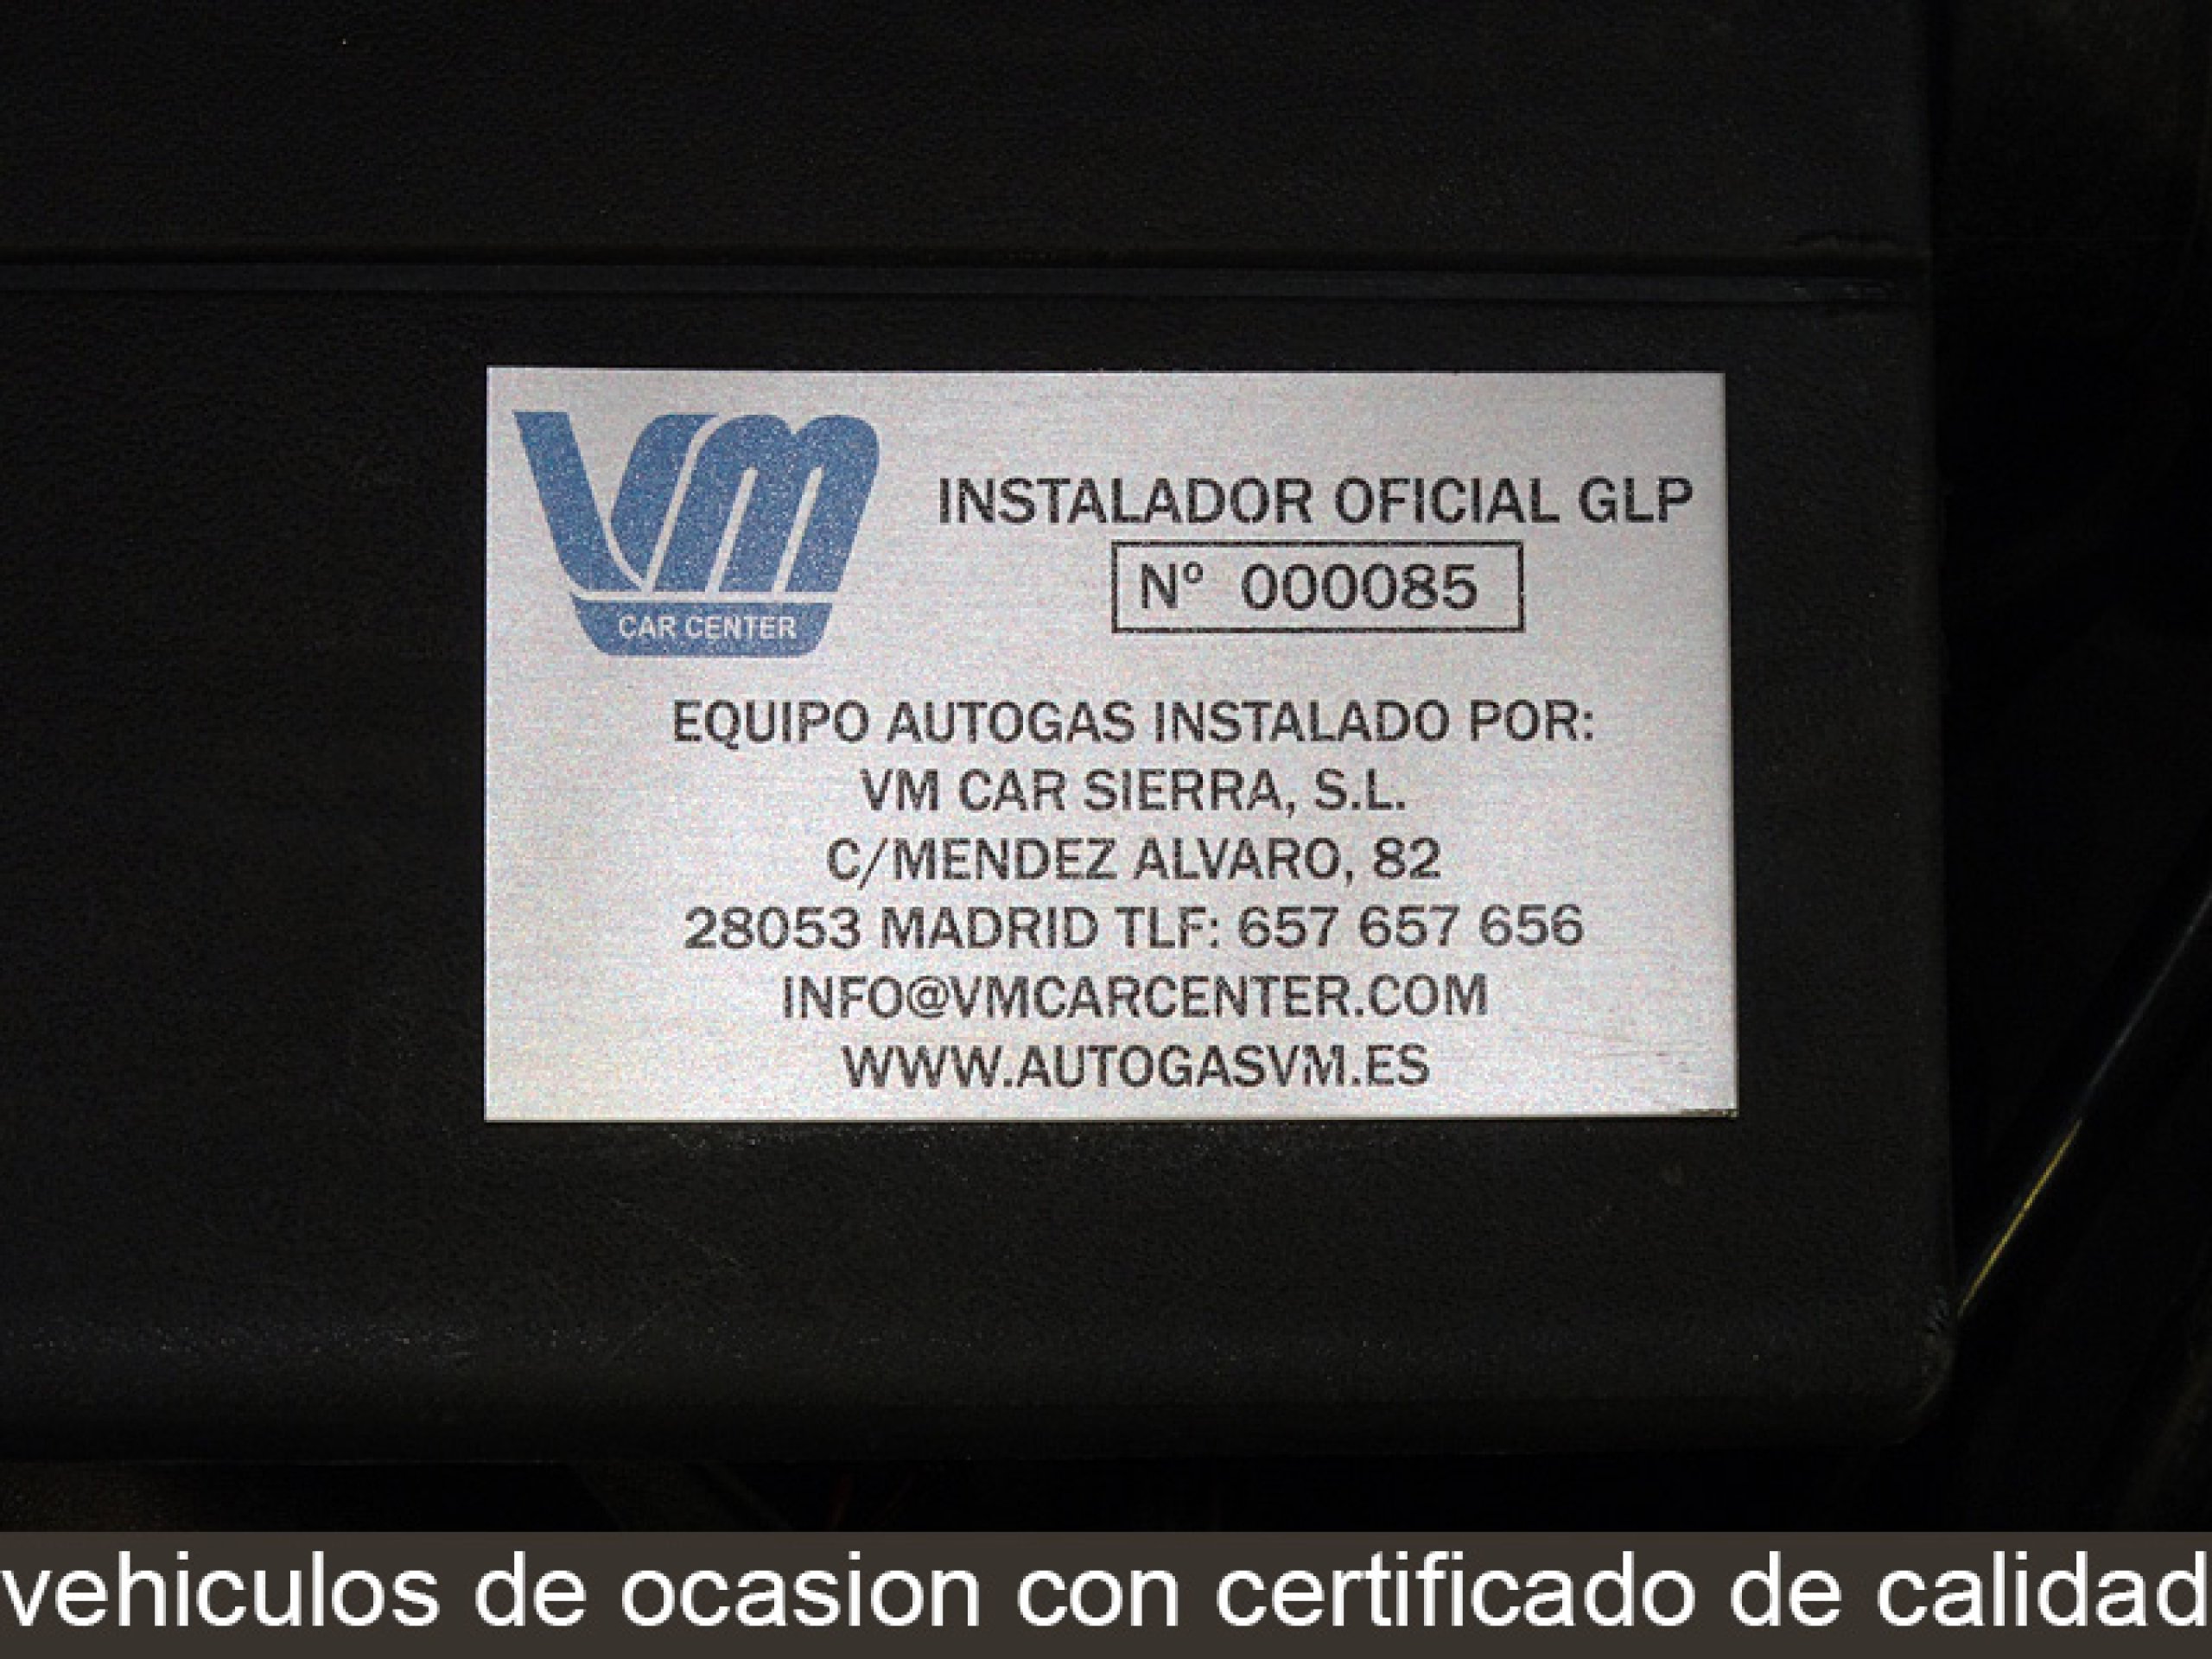 VM
CAR CENTER
INSTALADOR OFICIAL GLP
Nº 000085
EQUIPO AUTOGAS INSTALADO POR:
VM CAR SIERRA, S.L.
C/MENDEZ ALVARO, 82
28053 MADRID TLF: 657 657 656
INFO@VMCARCENTER.COM
WWW.AUTOGASVM.ES
vehiculos de ocasion con certificado de calidad